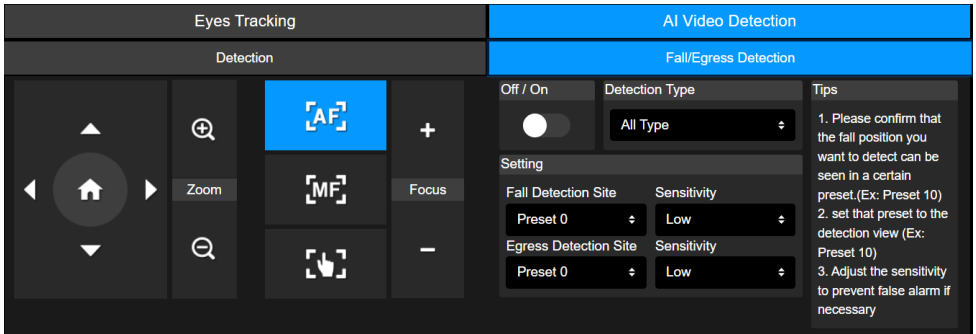 Eyes Tracking
AI Video Detection
Detection
Fall/Egress Detection
AF
MF
Zoom
+
Focus
−
Off / On
Detection Type
All Type
Setting
Fall Detection Site
Sensitivity
Preset 0
Low
Egress Detection Site
Sensitivity
Preset 0
Low
Tips
1. Please confirm that
the fall position you
want to detect can be
seen in a certain
preset.(Ex: Preset 10)
2. set that preset to the
detection view (Ex:
Preset 10)
3. Adjust the sensitivity
to prevent false alarm if
necessary